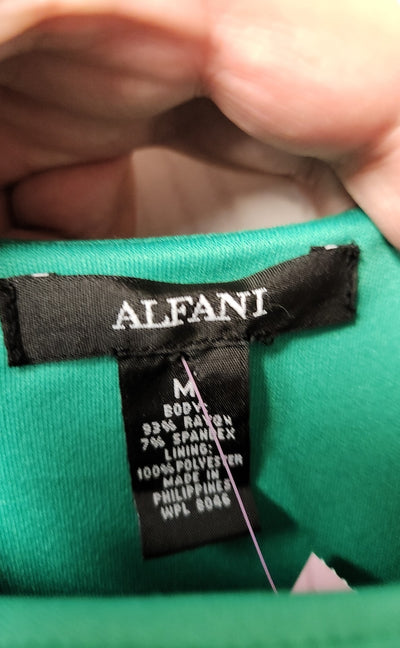 ALFANI
M
BODY:
93% RAYON
7% SPANDEX
LINING:
100% POLYESTER
MADE IN
PHILIPPINES
WPL 8046